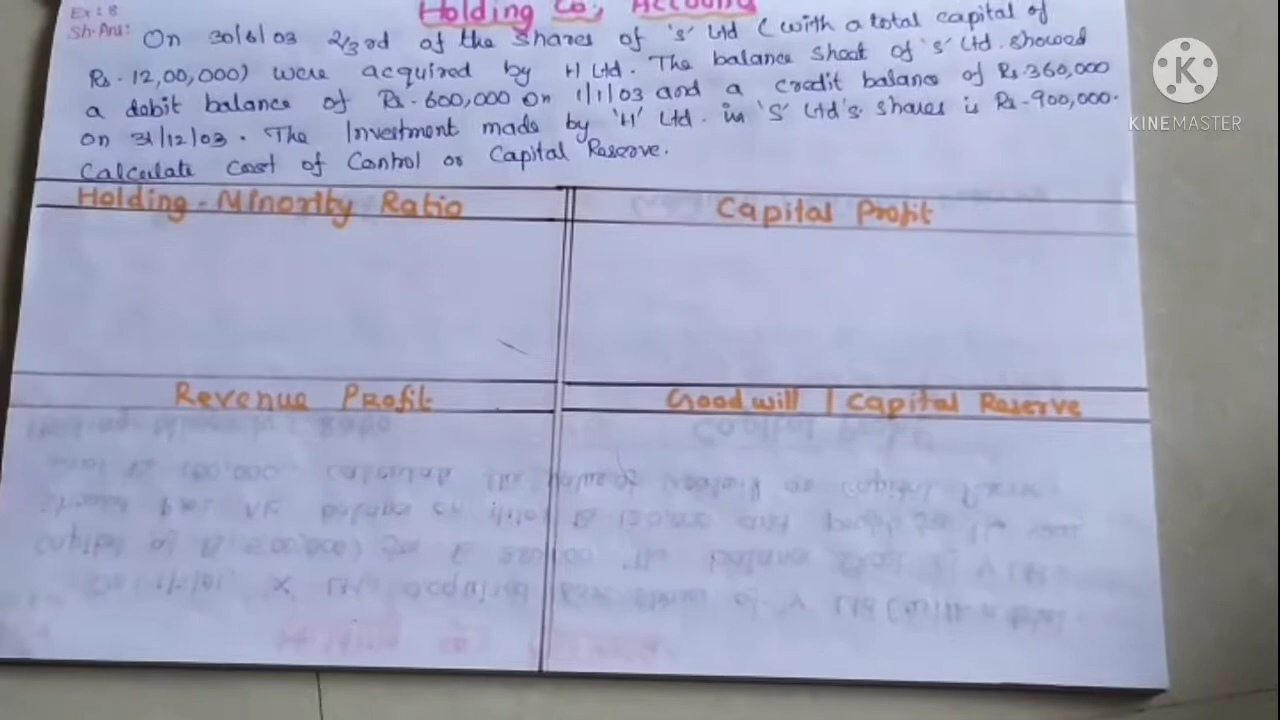 Ex: 8
Holding Co., Account
Sh. Ans:
On 30/6/03 2/3rd of the shares of 's' Ltd (with a total capital of
Rs. 12,00,000) were acquired by H Ltd. The balance sheet of 's' Ltd. showed
a debit balance of Rs. 600,000 on 1/1/03 and a credit balance of Rs. 360,000
on 31/12/03. The Investment made by 'H' Ltd. in 'S' Ltd's shares is Rs. 900,000.
Calculate cost of Control or Capital Reserve.
Holding - Minority Ratio
Capital Profit
Revenue Profit
Goodwill / Capital Reserve
KINEMASTER